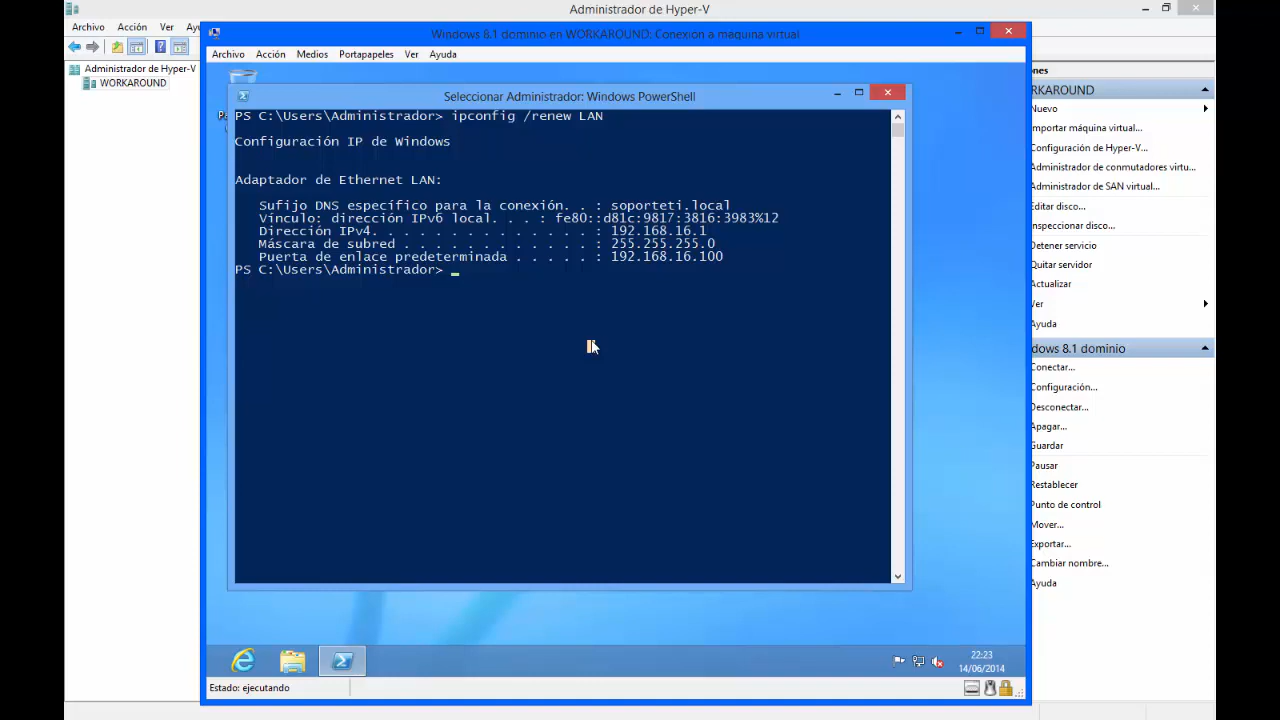 Administrador de Hyper-V
Archivo Acción Ver
Administrador de Hyper-V
WORKAROUND
Windows 8.1 dominio en WORKAROUND: Conexión a máquina virtual
Archivo Acción Medios Portapapeles Ver Ayuda
Seleccionar Administrador: Windows PowerShell
PS C:\Users\Administrador> ipconfig /renew LAN
Configuración IP de Windows
Adaptador de Ethernet LAN:
Sufijo DNS específico para la conexión. . : soporteti.local
Vínculo: dirección IPv6 local. . . : fe80::d81c:9817:3816:3983%12
Dirección IPv4. . . . . . . . . . . . . . : 192.168.16.1
Máscara de subred . . . . . . . . . . . . : 255.255.255.0
Puerta de enlace predeterminada . . . . . : 192.168.16.100
PS C:\Users\Administrador>
22:23
14/06/2014
Estado: ejecutando
ones
RKAROUND
Nuevo
mportar máquina virtual...
Configuración de Hyper-V...
Administrador de conmutadores virtu...
Administrador de SAN virtual...
Editar disco...
nspeccionar disco...
Detener servicio
Quitar servidor
Actualizar
Ver
Ayuda
dows 8.1 dominio
Conectar...
Configuración...
Desconectar...
Apagar...
Guardar
Pausar
Restablecer
Punto de control
Mover...
Exportar...
Cambiar nombre...
Ayuda